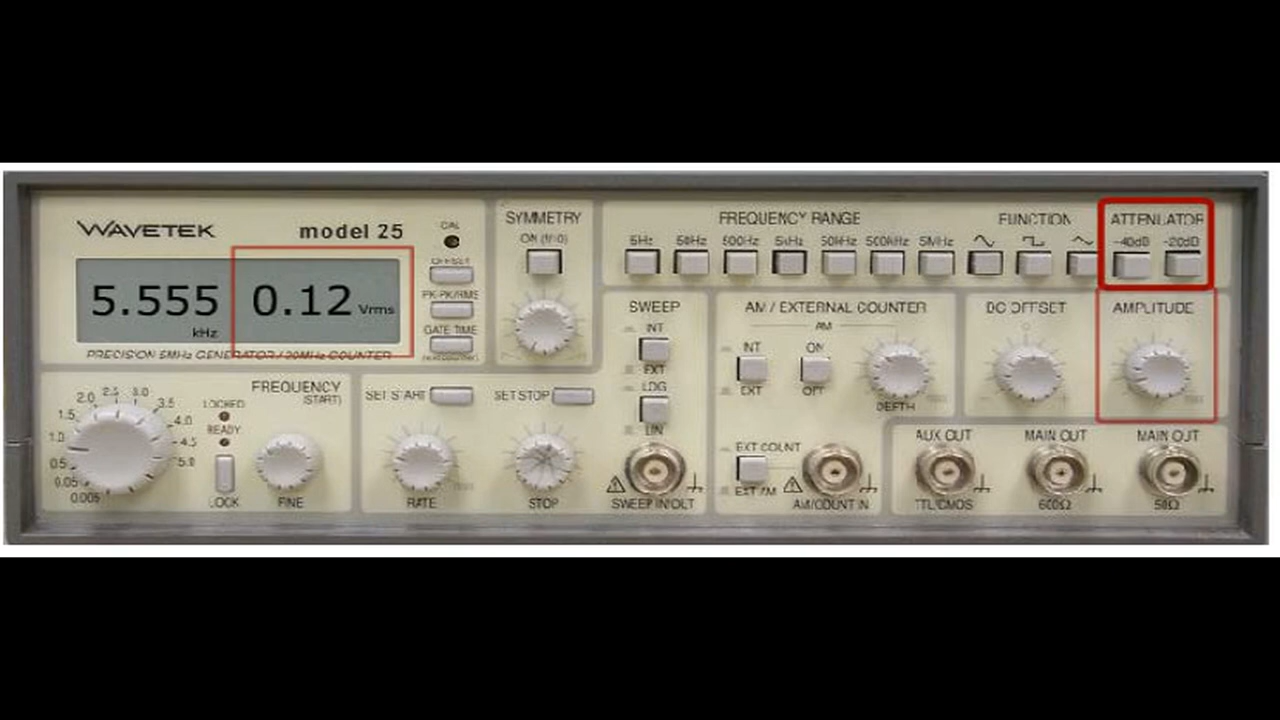 WAVETEK
model 25
5.555
kHz
0.12 Vrms
PRECISION 5MHz GENERATOR / 20MHz COUNTER
CAL
OFFSET
PK-PK/RMS
GATE TIME
SYMMETRY
FREQUENCY RANGE
5Hz 50Hz 500Hz 5kHz 50kHz 500kHz 5MHz
FUNCTION
ATTENUATOR
-40dB -20dB
FREQUENCY
(START)
2.0 2.5 3.0
1.5 3.5
1.0 4.0
0.5 4.5
0.05 5.0
0.005
LOCKED
READY
LOCK
FINE
SET START
SET STOP
RATE
STOP
SWEEP
INT
EXT
LOG
LIN
SWEEP IN/OUT
AM / EXTERNAL COUNTER
AM
INT ON
EXT OFF
DEPTH
EXT COUNT
EXT AM
AM/COUNT IN
DC OFFSET
AMPLITUDE
AUX OUT MAIN OUT MAIN OUT
TTL/CMOS 600Ω 50Ω